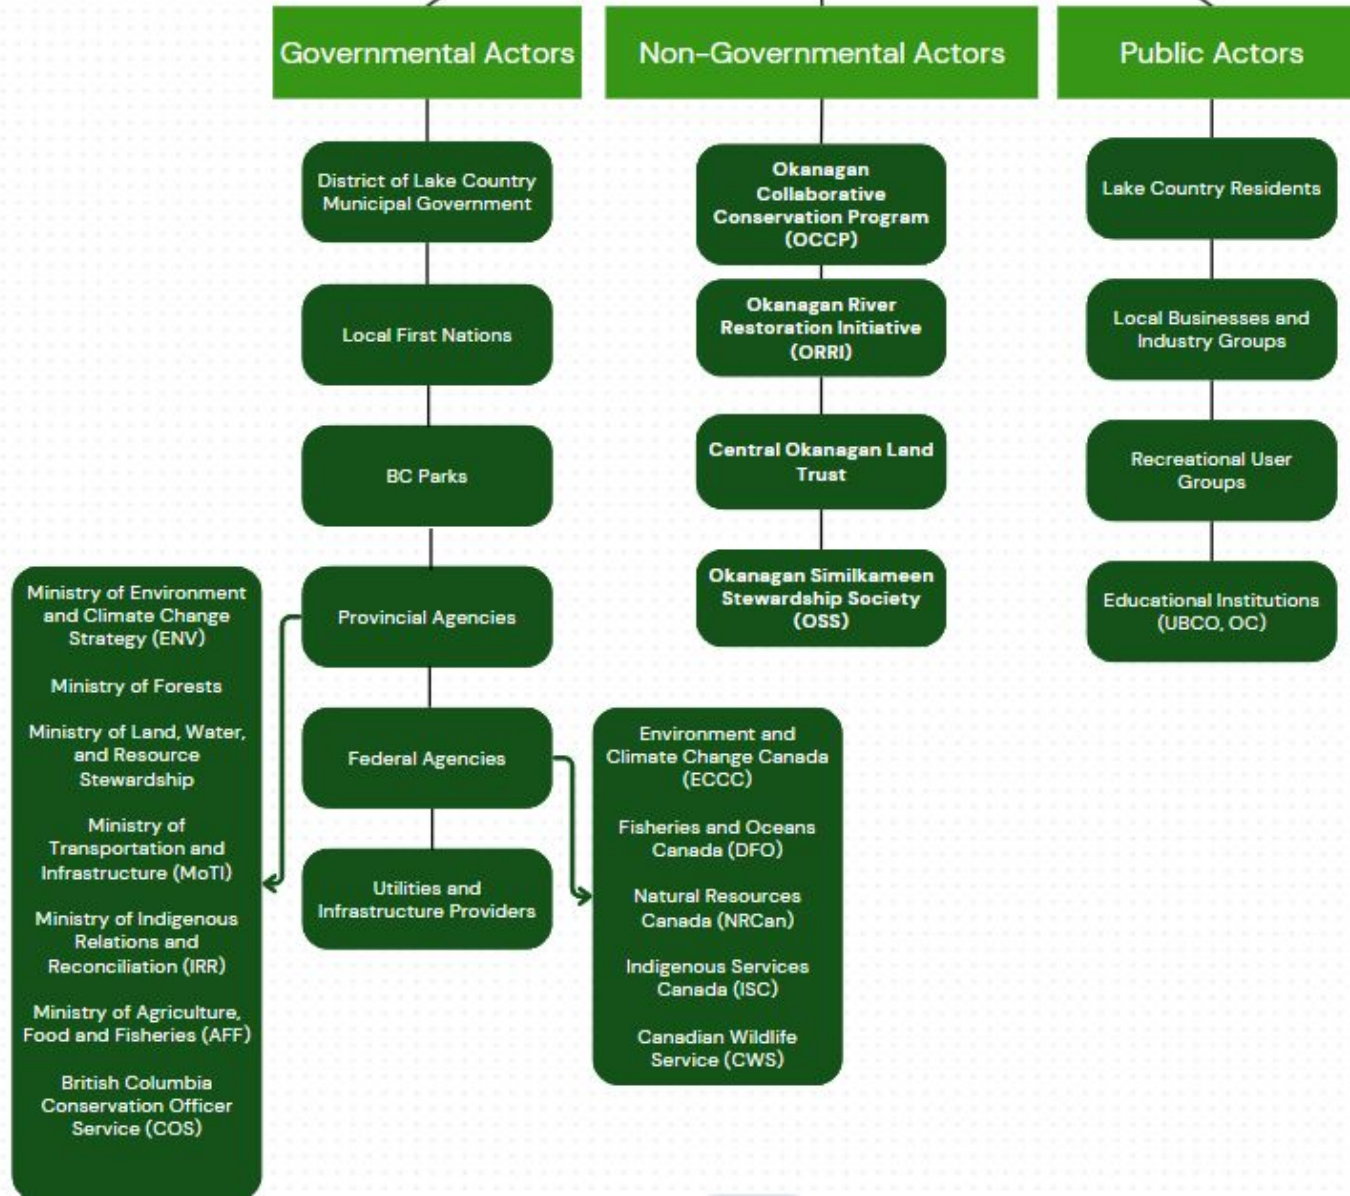 Governmental Actors
District of Lake Country
Municipal Government
Local First Nations
BC Parks
Provincial Agencies
Ministry of Environment
and Climate Change
Strategy (ENV)
Ministry of Forests
Ministry of Land, Water,
and Resource
Stewardship
Ministry of
Transportation and
Infrastructure (MoTI)
Ministry of Indigenous
Relations and
Reconciliation (IRR)
Ministry of Agriculture,
Food and Fisheries (AFF)
British Columbia
Conservation Officer
Service (COS)
Federal Agencies
Environment and
Climate Change Canada
(ECCC)
Fisheries and Oceans
Canada (DFO)
Natural Resources
Canada (NRCan)
Indigenous Services
Canada (ISC)
Canadian Wildlife
Service (CWS)
Utilities and
Infrastructure Providers
Non-Governmental Actors
Okanagan
Collaborative
Conservation Program
(OCCP)
Okanagan River
Restoration Initiative
(ORRI)
Central Okanagan Land
Trust
Okanagan Similkameen
Stewardship Society
(OSS)
Public Actors
Lake Country Residents
Local Businesses and
Industry Groups
Recreational User
Groups
Educational Institutions
(UBCO, OC)